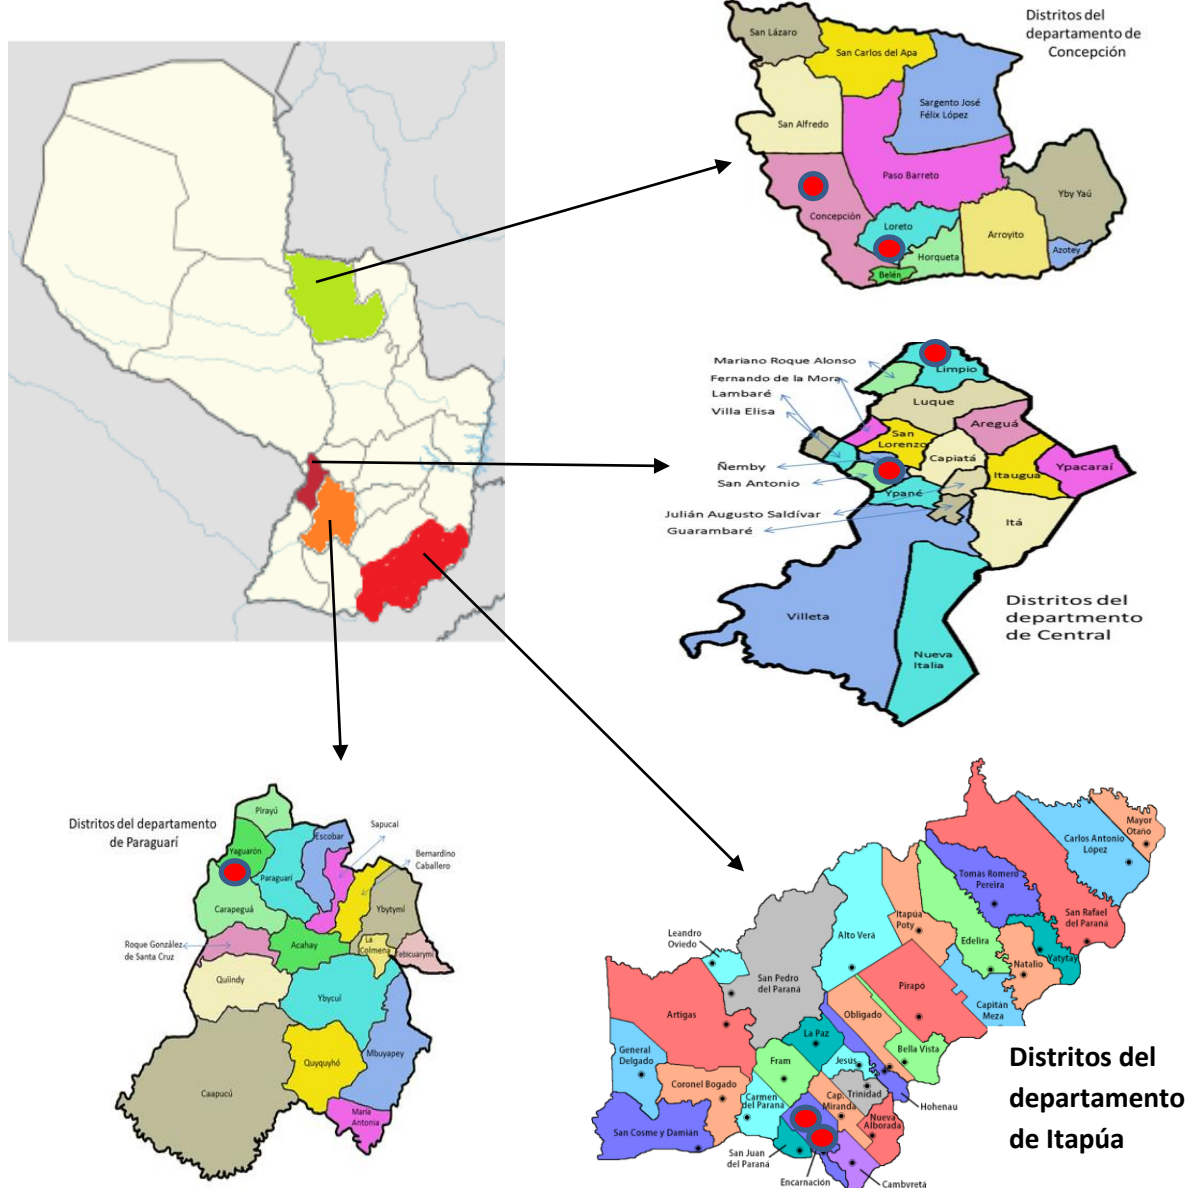 Distritos del
departamento de
Concepción
San Lázaro
San Carlos del Apa
Sargento José
Félix López
San Alfredo
Paso Barreto
Yby Yaú
Concepción
Loreto
Arroyito
Azotey
Horqueta
Belén
Mariano Roque Alonso
Fernando de la Mora
Lambaré
Villa Elisa
Limpio
Luque
Areguá
San
Lorenzo
Capiatá
Itaugua
Ypacaraí
Ñemby
San Antonio
Ypané
Julián Augusto Saldívar
Guarambaré
Itá
Villeta
Nueva
Italia
Distritos del
departmento
de Central
Distritos del departamento
de Paraguarí
Pirayú
Yaguarón
Escobar
Sapucai
Bernardino
Caballero
Paraguarí
Carapeguá
Ybytymí
Roque González
de Santa Cruz
Acahay
La
Colmena
Tebicuarymí
Quiindy
Ybycuí
Caapucú
Quyquyhó
Mbuyapey
María
Antonia
Mayor
Otaño
Carlos Antonio
López
Tomas Romero
Pereira
San Rafael
del Paraná
Itapúa
Poty
Alto Verá
Edelira
Yatytay
Natalio
Leandro
Oviedo
San Pedro
del Paraná
Pirapó
Capitán
Meza
Artigas
Obligado
La Paz
Bella Vista
General
Delgado
Fram
Jesús
Coronel Bogado
Carmen
del Paraná
Cap.
Miranda
Trinidad
Hohenau
Nueva
Alborada
San Cosme y Damián
San Juan
del Paraná
Encarnación
Cambyretá
Distritos del
departamento
de Itapúa